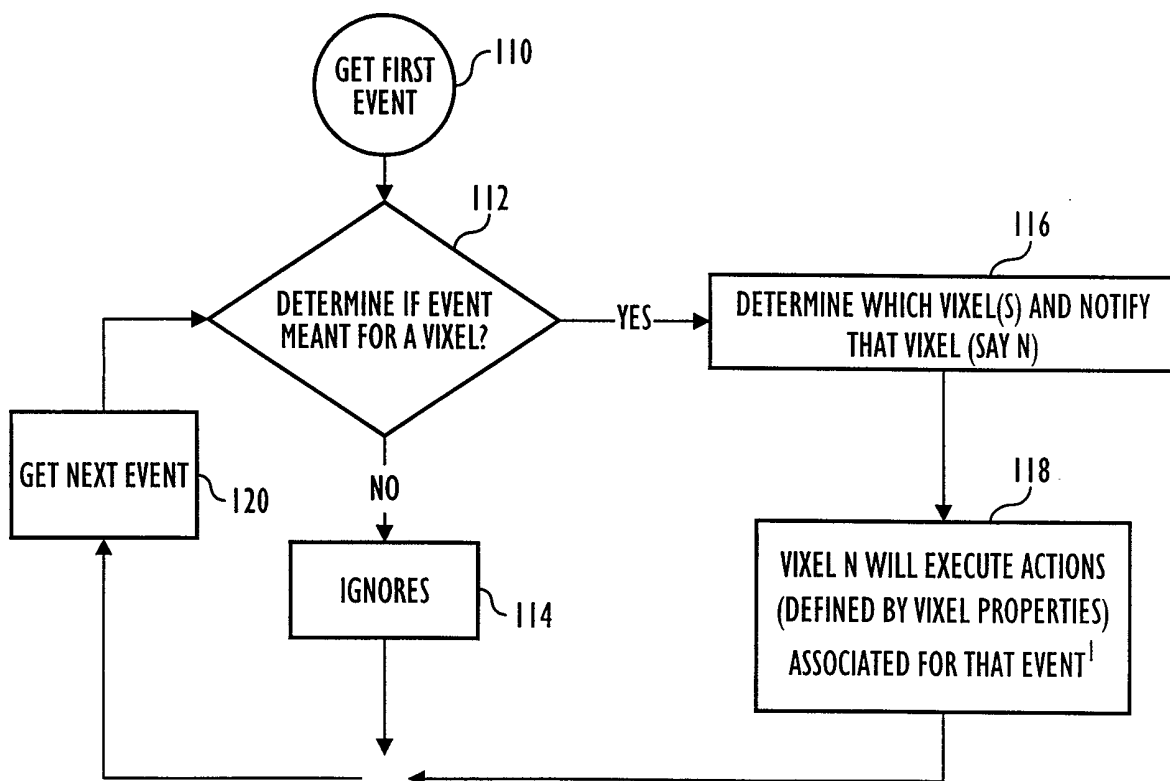 GET FIRST
EVENT
110
112
DETERMINE IF EVENT
MEANT FOR A VIXEL?
YES
116
DETERMINE WHICH VIXEL(S) AND NOTIFY
THAT VIXEL (SAY N)
GET NEXT EVENT
120
NO
IGNORES
114
118
VIXEL N WILL EXECUTE ACTIONS
(DEFINED BY VIXEL PROPERTIES)
ASSOCIATED FOR THAT EVENT¹